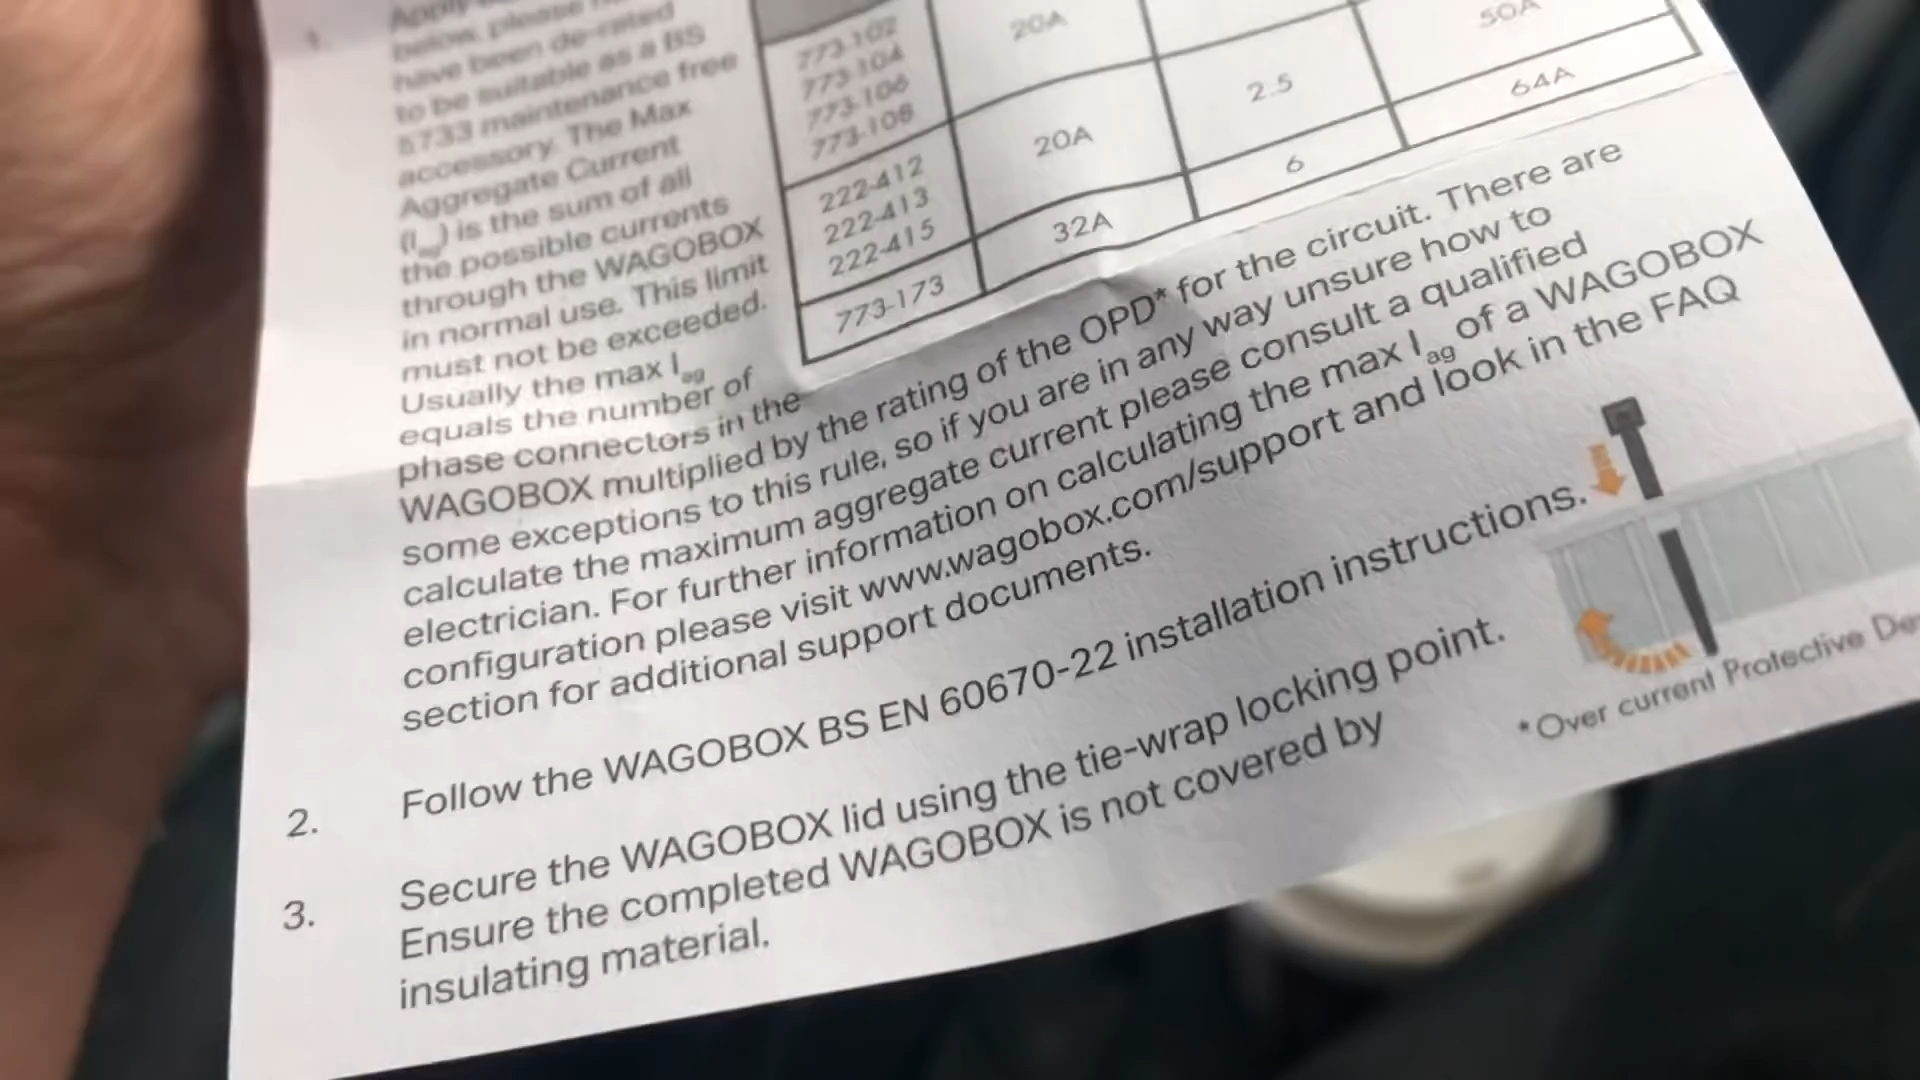 1.
Apply
below, please
have been de-rated
to be suitable as a BS
5733 maintenance free
accessory. The Max
Aggregate Current
(Iag) is the sum of all
the possible currents
through the WAGOBOX
in normal use. This limit
must not be exceeded.
Usually the max Iag
equals the number of
phase connectors in the
WAGOBOX multiplied by the rating of the OPD* for the circuit. There are
some exceptions to this rule, so if you are in any way unsure how to
calculate the maximum aggregate current please consult a qualified
electrician. For further information on calculating the max Iag of a WAGOBOX
configuration please visit www.wagobox.com/support and look in the FAQ
section for additional support documents.
773-102
773-104
773-106
773-108
20A
50A
222-412
222-413
222-415
20A
2.5
64A
773-173
32A
6
2. Follow the WAGOBOX BS EN 60670-22 installation instructions.
3. Secure the WAGOBOX lid using the tie-wrap locking point.
Ensure the completed WAGOBOX is not covered by
insulating material.
*Over current Protective De